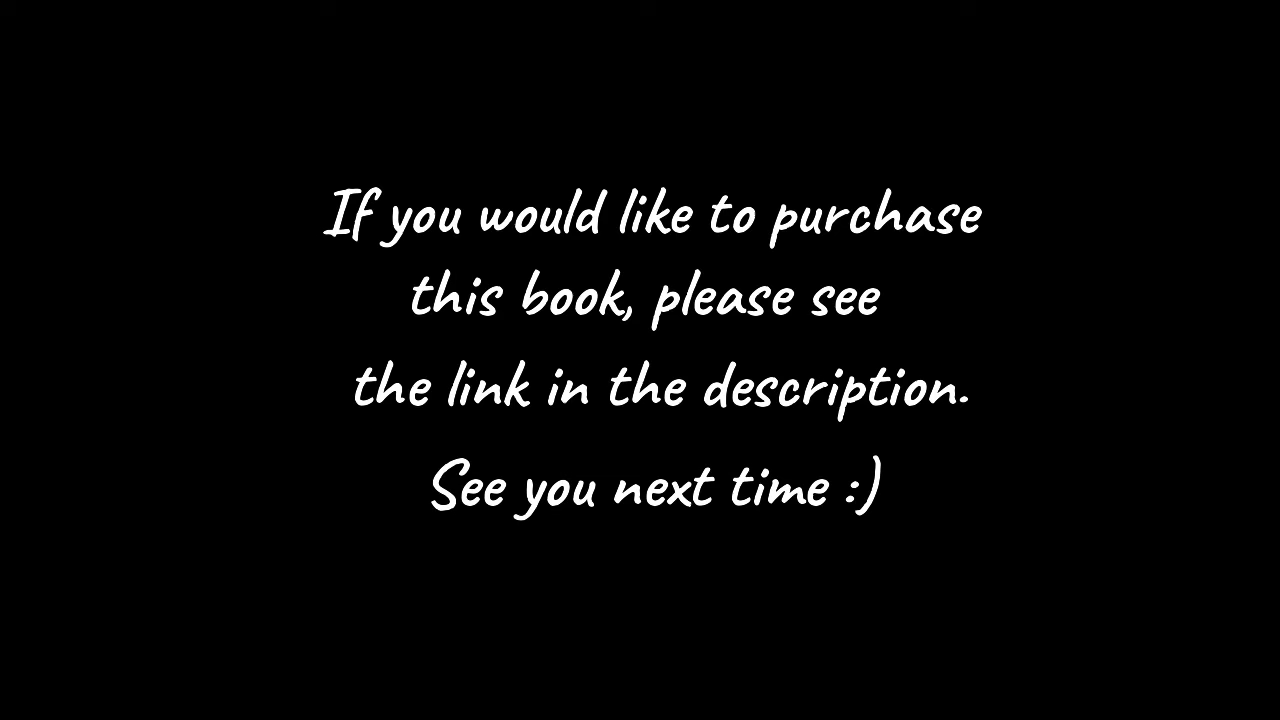 If you would like to purchase
this book, please see
the link in the description.
See you next time :)